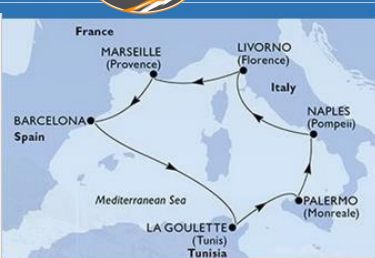 France
MARSEILLE
(Provence)
LIVORNO
(Florence)
Italy
BARCELONA
Spain
NAPLES
(Pompeii)
Mediterranean Sea
PALERMO
(Monreale)
LA GOULETTE
(Tunis)
Tunisia